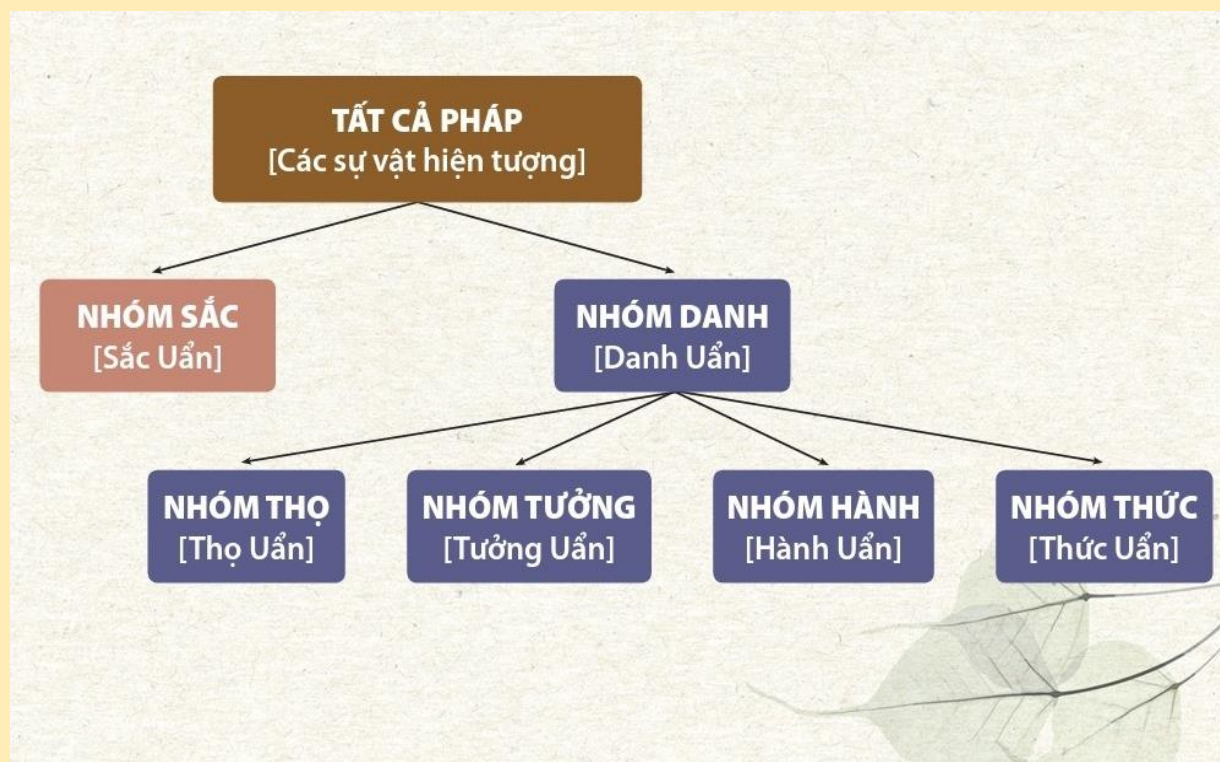 TẤT CẢ PHÁP
[Các sự vật hiện tượng]
NHÓM SẮC
[Sắc Uẩn]
NHÓM DANH
[Danh Uẩn]
NHÓM THỌ
[Thọ Uẩn]
NHÓM TƯỞNG
[Tưởng Uẩn]
NHÓM HÀNH
[Hành Uẩn]
NHÓM THỨC
[Thức Uẩn]